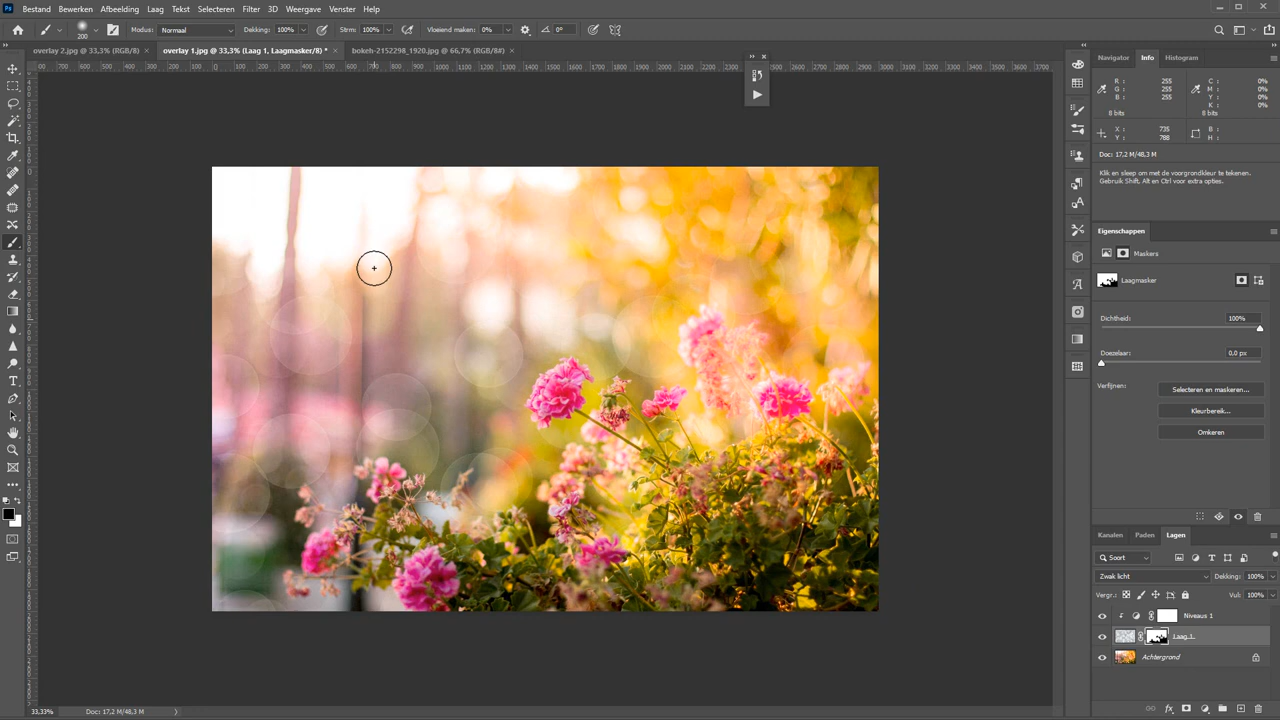 Ps Bestand Bewerken Afbeelding Laag Tekst Selecteren Filter 3D Weergave Venster Help
200 Modus: Normaal Dekking: 100% Strm: 100% Vloeiend maken: 0% 0°
overlay 2.jpg @ 33,3% (RGB/8) × overlay 1.jpg @ 33,3% (Laag 1, Laagmasker/8) * × bokeh-2152298_1920.jpg @ 66,7% (RGB/8#) ×
Navigator Info Histogram
R: 255 C: 0%
G: 255 M: 0%
B: 255 Y: 0%
K: 0%
8 bits 8 bits
X: 735 B:
Y: 788 H:
Doc: 17,2 M/48,3 M
Klik en sleep om met de voorgrondkleur te tekenen.
Gebruik Shift, Alt en Ctrl voor extra opties.
Eigenschappen
Maskers
Laagmasker
Dichtheid: 100%
Doezelaar: 0,0 px
Verfijnen: Selecteren en maskeren...
Kleurbereik...
Omkeren
Kanalen Paden Lagen
Soort
Zwak licht Dekking: 100%
Vergr.: Vul: 100%
Niveaus 1
Laag 1
Achtergrond
33,33% Doc: 17,2 M/48,3 M